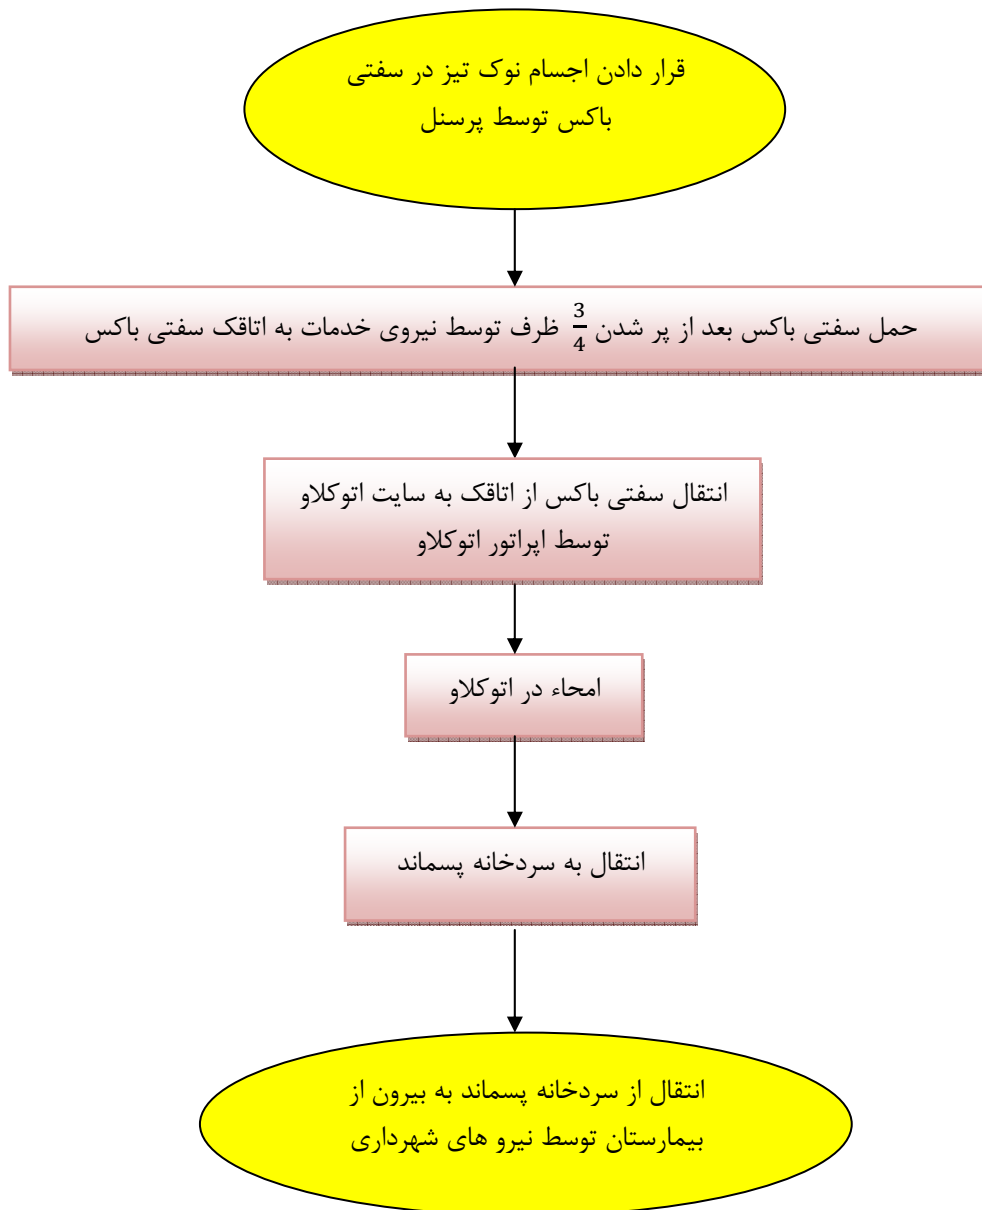 قرار دادن اجسام نوک تیز در سفتی
باکس توسط پرسنل
حمل سفتی باکس بعد از پر شدن 3/4 ظرف توسط نیروی خدمات به اتاقک سفتی باکس
انتقال سفتی باکس از اتاقک به سایت اتوکلاو
توسط اپراتور اتوکلاو
امحاء در اتوکلاو
انتقال به سردخانه پسماند
انتقال از سردخانه پسماند به بیرون از
بیمارستان توسط نیرو های شهرداری